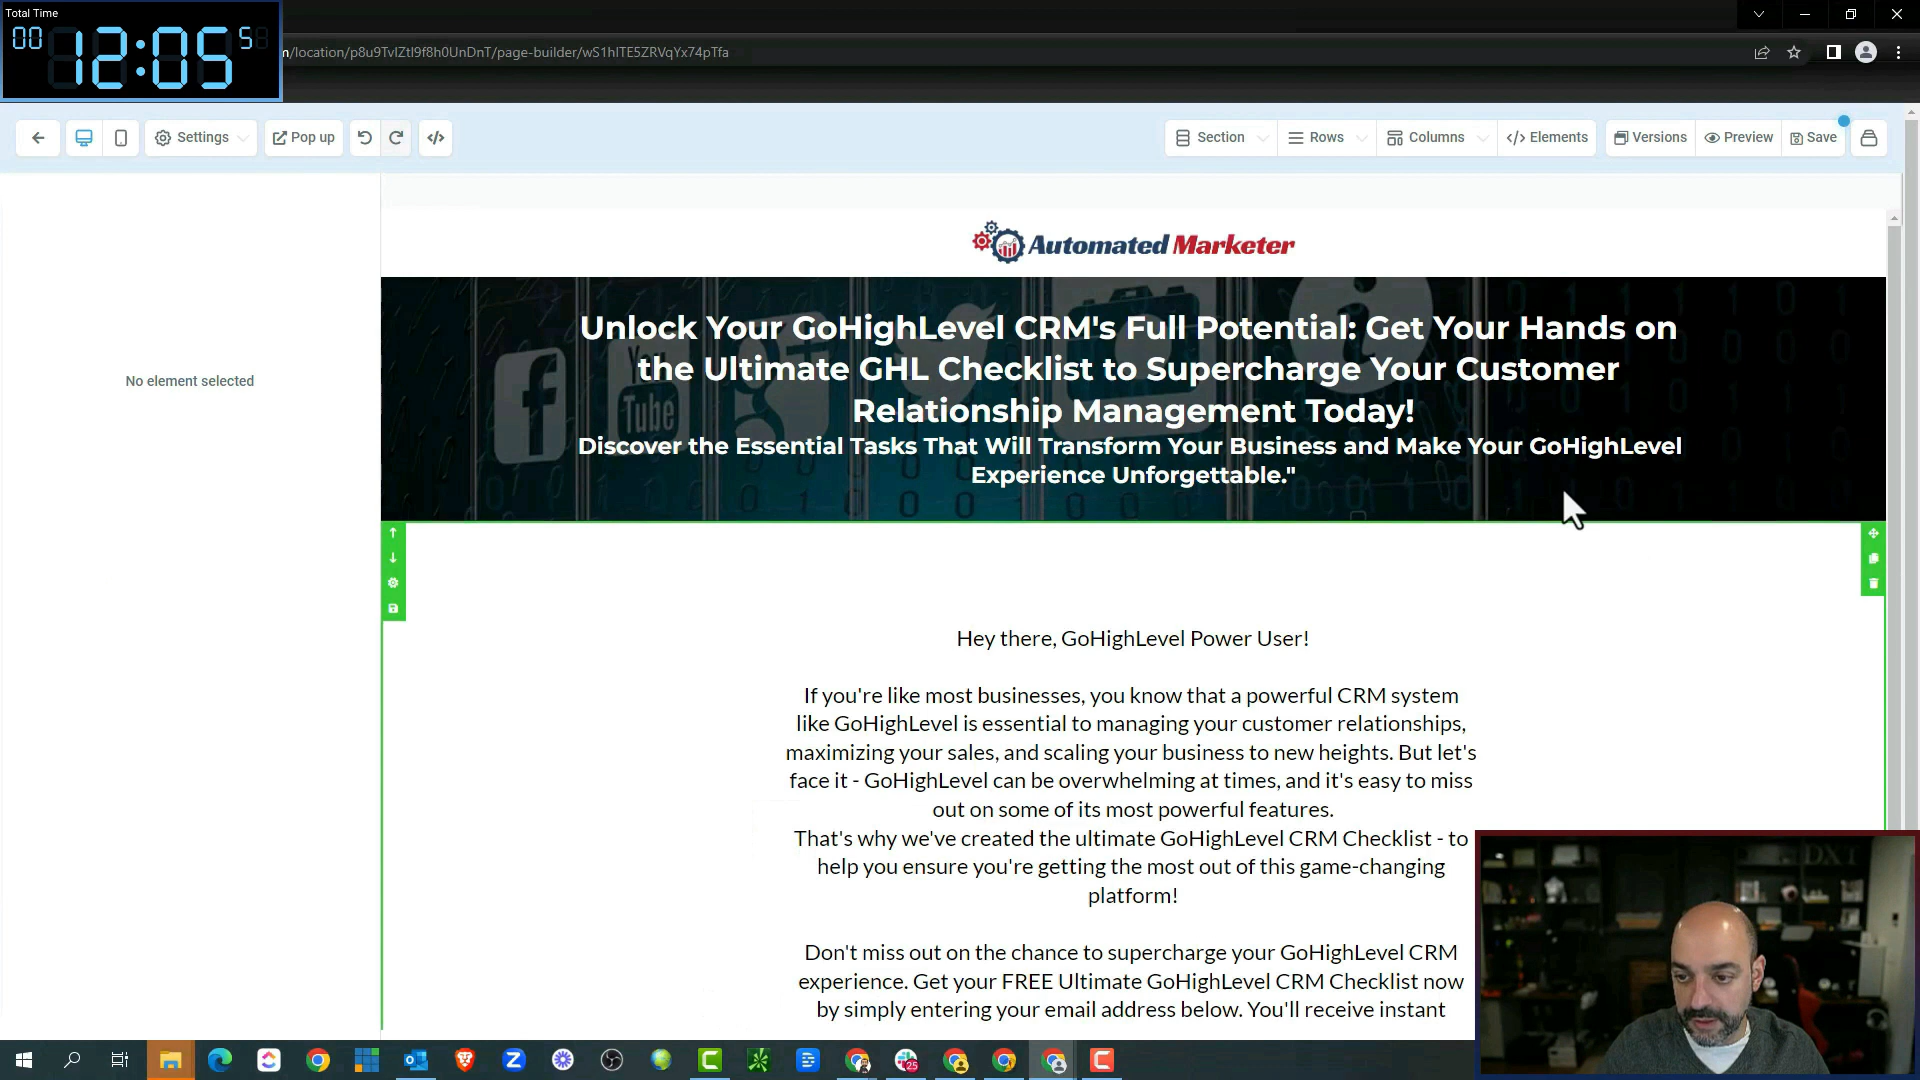 Total Time
00 12:05 5
/location/p8u9TvIZtI9f8h0UnDnT/page-builder/wS1hITE5ZRVqYx74pTfa
Settings
Pop up
Section
Rows
Columns
Elements
Versions
Preview
Save
No element selected
Automated Marketer
Unlock Your GoHighLevel CRM's Full Potential: Get Your Hands on
the Ultimate GHL Checklist to Supercharge Your Customer
Relationship Management Today!
Discover the Essential Tasks That Will Transform Your Business and Make Your GoHighLevel
Experience Unforgettable."
You
Tube
Hey there, GoHighLevel Power User!
If you're like most businesses, you know that a powerful CRM system
like GoHighLevel is essential to managing your customer relationships,
maximizing your sales, and scaling your business to new heights. But let's
face it - GoHighLevel can be overwhelming at times, and it's easy to miss
out on some of its most powerful features.
That's why we've created the ultimate GoHighLevel CRM Checklist - to
help you ensure you're getting the most out of this game-changing
platform!
Don't miss out on the chance to supercharge your GoHighLevel CRM
experience. Get your FREE Ultimate GoHighLevel CRM Checklist now
by simply entering your email address below. You'll receive instant
25